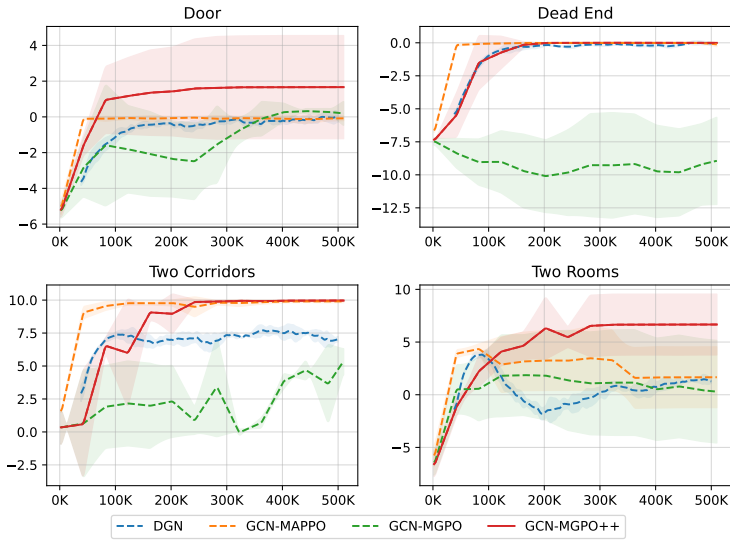 Door
4
2
0
−2
−4
−6
0K 100K 200K 300K 400K 500K
Dead End
0.0
−2.5
−5.0
−7.5
−10.0
−12.5
0K 100K 200K 300K 400K 500K
Two Corridors
10.0
7.5
5.0
2.5
0.0
−2.5
0K 100K 200K 300K 400K 500K
Two Rooms
10
5
0
−5
0K 100K 200K 300K 400K 500K
DGN GCN-MAPPO GCN-MGPO GCN-MGPO++